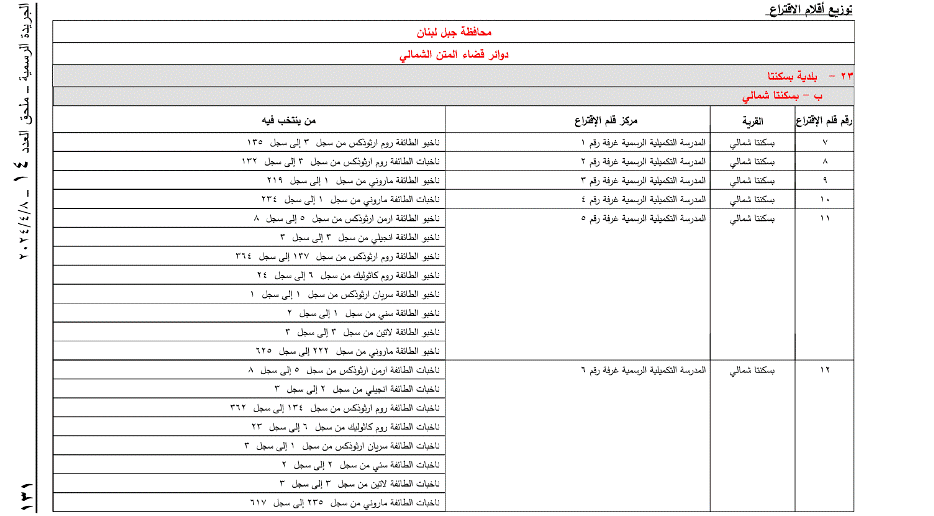 توزيع أقلام الاقتراع
محافظة جبل لبنان
دوائر قضاء المتن الشمالي
٢٣ - بلدية بسكنتا
ب - بسكنتا شمالي
رقم قلم الإقتراع القرية مركز قلم الإقتراع من ينتخب فيه
٧ بسكنتا شمالي المدرسة التكميلية الرسمية غرفة رقم ١ ناخبو الطائفة روم ارثوذكس من سجل ٣ إلى سجل ١٣٥
٨ بسكنتا شمالي المدرسة التكميلية الرسمية غرفة رقم ٢ ناخبات الطائفة روم ارثوذكس من سجل ٣ إلى سجل ١٣٢
٩ بسكنتا شمالي المدرسة التكميلية الرسمية غرفة رقم ٣ ناخبو الطائفة ماروني من سجل ١ إلى سجل ٢١٩
١٠ بسكنتا شمالي المدرسة التكميلية الرسمية غرفة رقم ٤ ناخبات الطائفة ماروني من سجل ١ إلى سجل ٢٣٤
١١ بسكنتا شمالي المدرسة التكميلية الرسمية غرفة رقم ٥ ناخبو الطائفة ارمن ارثوذكس من سجل ٥ إلى سجل ٨
ناخبو الطائفة انجيلي من سجل ٣ إلى سجل ٣
ناخبو الطائفة روم ارثوذكس من سجل ١٣٧ إلى سجل ٣٦٤
ناخبو الطائفة روم كاثوليك من سجل ٦ إلى سجل ٢٤
ناخبو الطائفة سريان ارثوذكس من سجل ١ إلى سجل ١
ناخبو الطائفة سني من سجل ١ إلى سجل ٢
ناخبو الطائفة لاتين من سجل ٣ إلى سجل ٣
ناخبو الطائفة ماروني من سجل ٢٢٢ إلى سجل ٦٢٥
١٢ بسكنتا شمالي المدرسة التكميلية الرسمية غرفة رقم ٦ ناخبات الطائفة ارمن ارثوذكس من سجل ٥ إلى سجل ٨
ناخبات الطائفة انجيلي من سجل ٢ إلى سجل ٣
ناخبات الطائفة روم ارثوذكس من سجل ١٣٤ إلى سجل ٣٦٢
ناخبات الطائفة روم كاثوليك من سجل ٦ إلى سجل ٢٣
ناخبات الطائفة سريان ارثوذكس من سجل ١ إلى سجل ٣
ناخبات الطائفة سني من سجل ٢ إلى سجل ٢
ناخبات الطائفة لاتين من سجل ٣ إلى سجل ٣
ناخبات الطائفة ماروني من سجل ٢٣٥ إلى سجل ٦١٧
الجريدة الرسمية - ملحق العدد ١٤ - ٢٠٢٤/٤/٨
١٣١